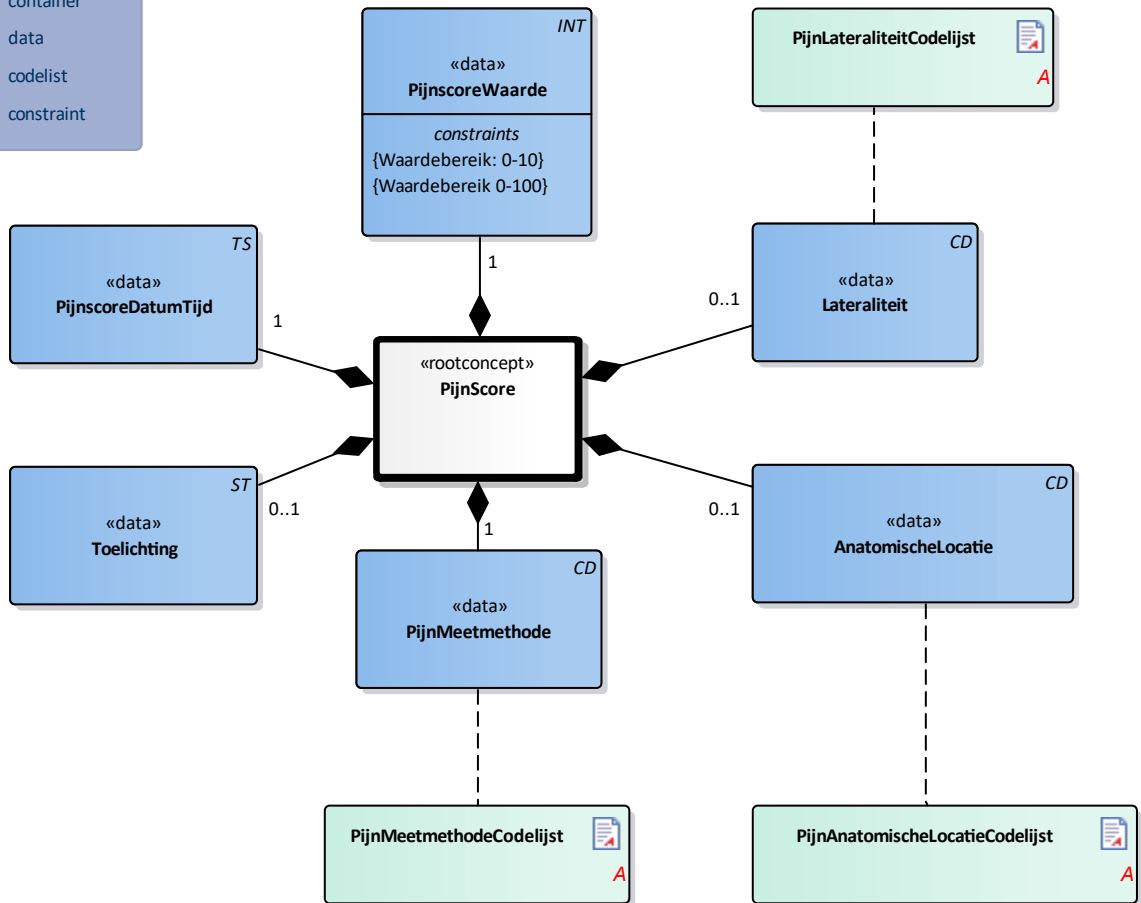 container
data
codelist
constraint
INT
«data»
PijnscoreWaarde
constraints
{Waardebereik: 0-10}
{Waardebereik 0-100}
1
PijnLateraliteitCodelijst
A
TS
«data»
PijnscoreDatumTijd
1
CD
«data»
Lateraliteit
0..1
«rootconcept»
PijnScore
ST
«data»
Toelichting
0..1
1
CD
«data»
AnatomischeLocatie
0..1
CD
«data»
PijnMeetmethode
PijnMeetmethodeCodelijst
A
PijnAnatomischeLocatieCodelijst
A